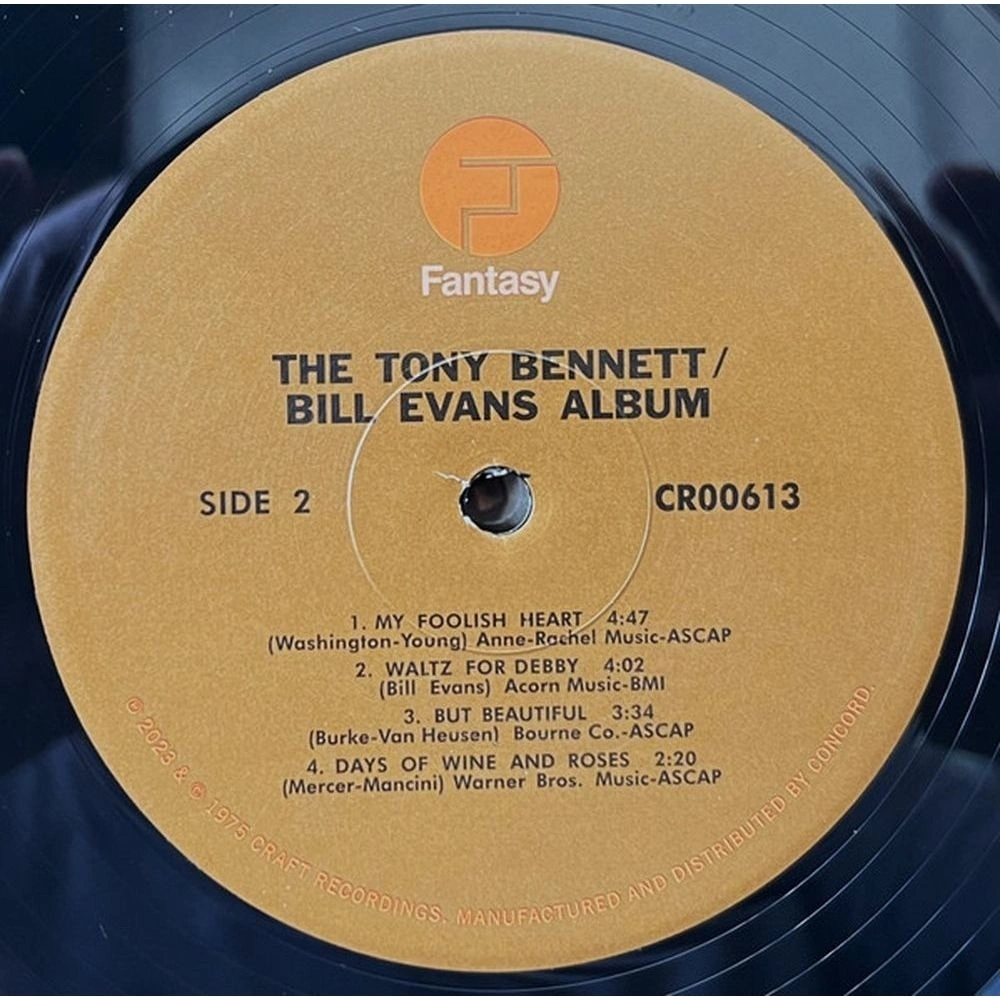 Fantasy
THE TONY BENNETT/
BILL EVANS ALBUM
SIDE 2
CR00613
1. MY FOOLISH HEART 4:47
(Washington-Young) Anne-Rachel Music-ASCAP
2. WALTZ FOR DEBBY 4:02
(Bill Evans) Acorn Music-BMI
3. BUT BEAUTIFUL 3:34
(Burke-Van Heusen) Bourne Co.-ASCAP
4. DAYS OF WINE AND ROSES 2:20
(Mercer-Mancini) Warner Bros. Music-ASCAP
℗ 2023 & © 1975 CRAFT RECORDINGS. MANUFACTURED AND DISTRIBUTED BY CONCORD.